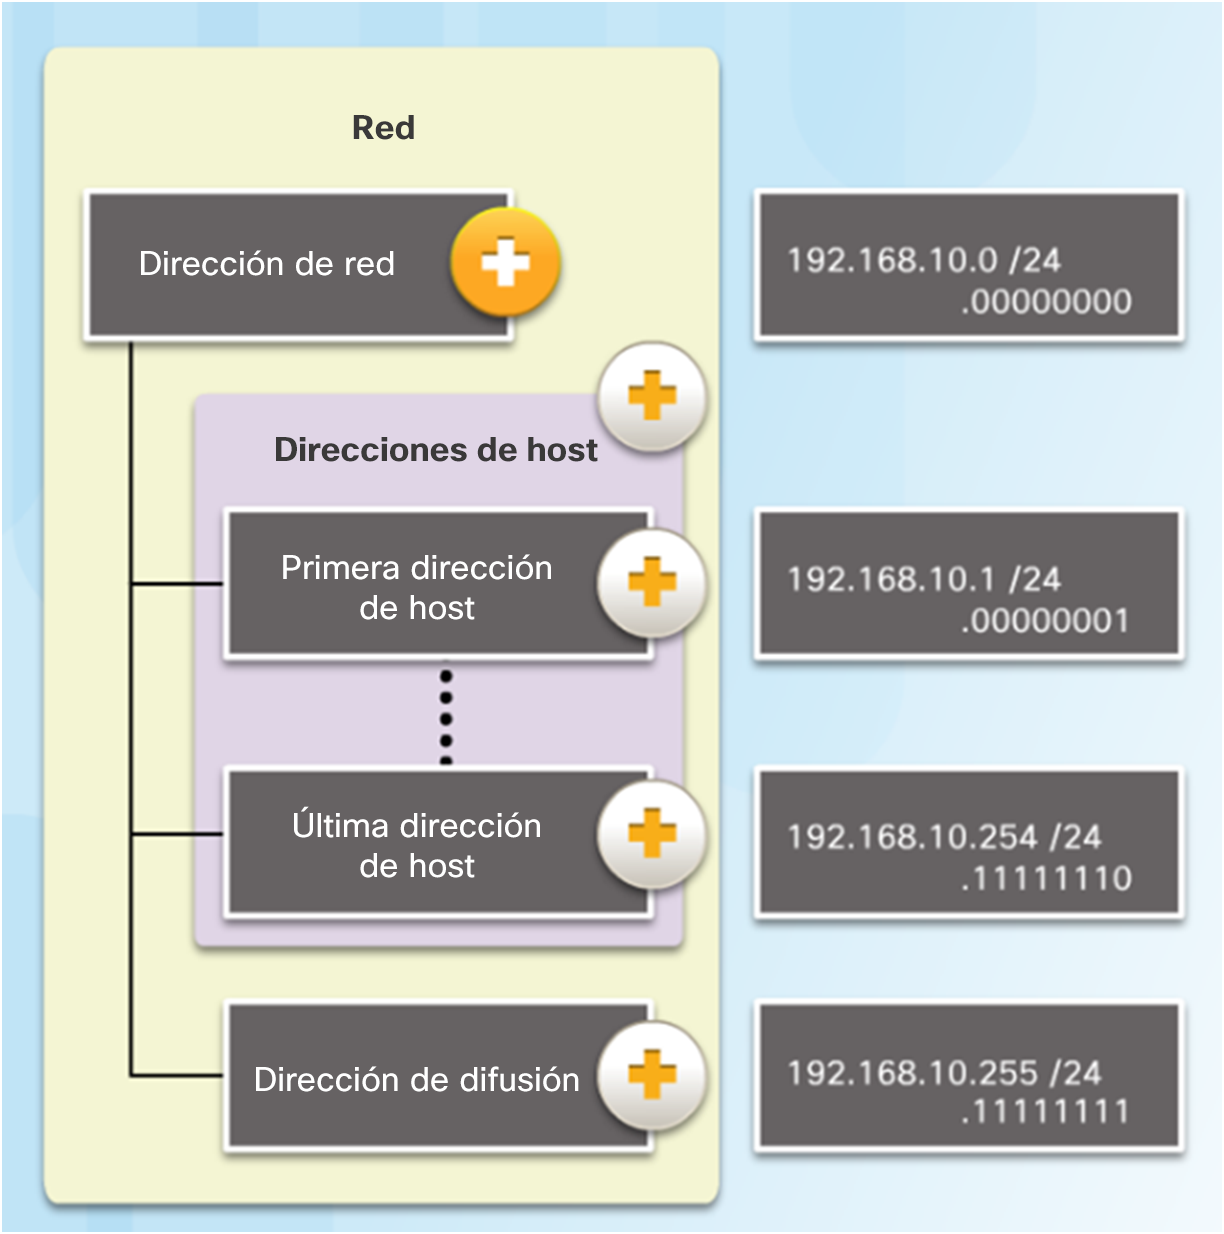 Red
Dirección de red
192.168.10.0 /24
.00000000
Direcciones de host
Primera dirección
de host
192.168.10.1 /24
.00000001
Última dirección
de host
192.168.10.254 /24
.11111110
Dirección de difusión
192.168.10.255 /24
.11111111